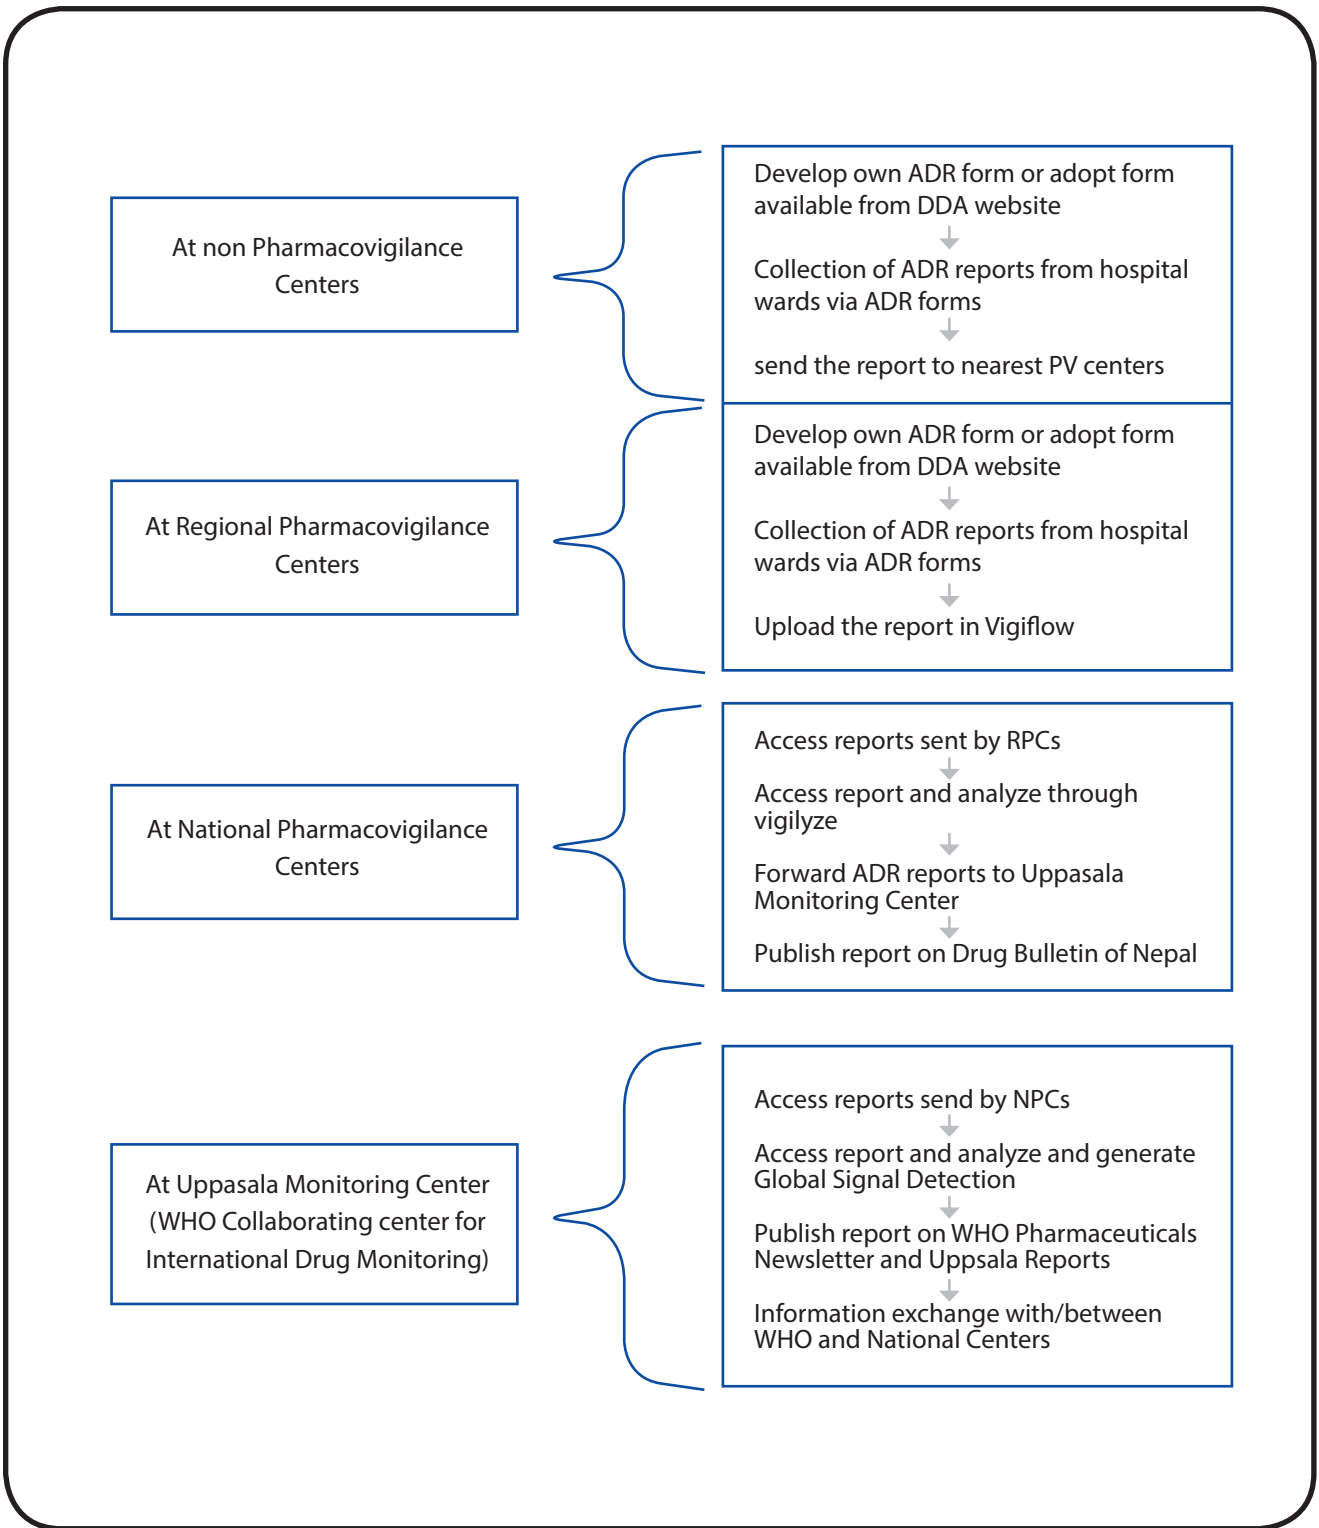 At non Pharmacovigilance
Centers
Develop own ADR form or adopt form
available from DDA website
Collection of ADR reports from hospital
wards via ADR forms
send the report to nearest PV centers
At Regional Pharmacovigilance
Centers
Develop own ADR form or adopt form
available from DDA website
Collection of ADR reports from hospital
wards via ADR forms
Upload the report in Vigiflow
At National Pharmacovigilance
Centers
Access reports sent by RPCs
Access report and analyze through
vigilyze
Forward ADR reports to Uppasala
Monitoring Center
Publish report on Drug Bulletin of Nepal
At Uppasala Monitoring Center
(WHO Collaborating center for
International Drug Monitoring)
Access reports send by NPCs
Access report and analyze and generate
Global Signal Detection
Publish report on WHO Pharmaceuticals
Newsletter and Uppsala Reports
Information exchange with/between
WHO and National Centers